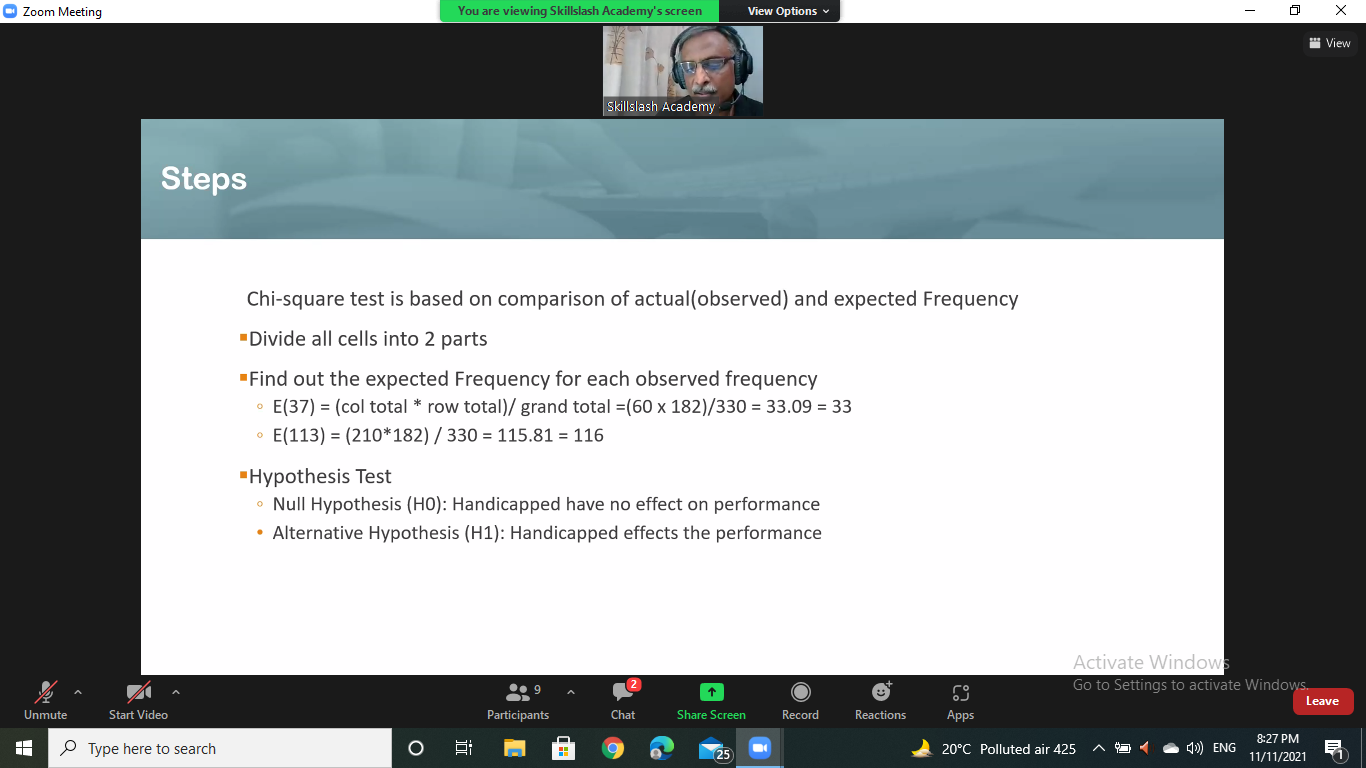 Zoom Meeting
You are viewing Skillslash Academy's screen
View Options
View
Skillslash Academy
Steps
Chi-square test is based on comparison of actual(observed) and expected Frequency
Divide all cells into 2 parts
Find out the expected Frequency for each observed frequency
E(37) = (col total * row total)/ grand total =(60 x 182)/330 = 33.09 = 33
E(113) = (210*182) / 330 = 115.81 = 116
Hypothesis Test
Null Hypothesis (H0): Handicapped have no effect on performance
Alternative Hypothesis (H1): Handicapped effects the performance
Activate Windows
Go to Settings to activate Windows.
Unmute
Start Video
9
Participants
2
Chat
Share Screen
Record
Reactions
Apps
Leave
Type here to search
25
20°C Polluted air 425
ENG
8:27 PM
11/11/2021
1